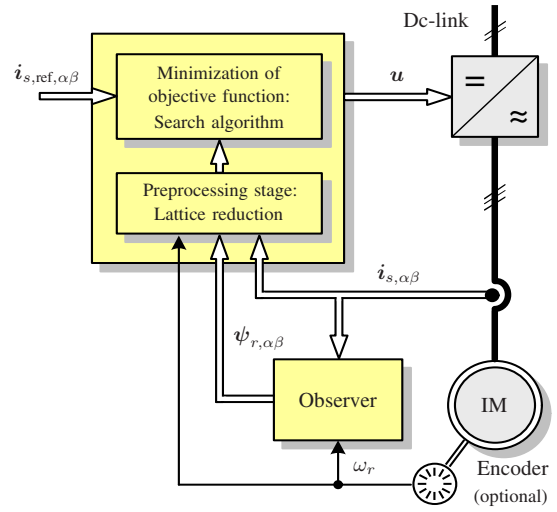 Dc-link
i_{s,ref,αβ}
Minimization of
objective function:
Search algorithm
u
=
≈
Preprocessing stage:
Lattice reduction
i_{s,αβ}
ψ_{r,αβ}
Observer
IM
ω_r
Encoder
(optional)